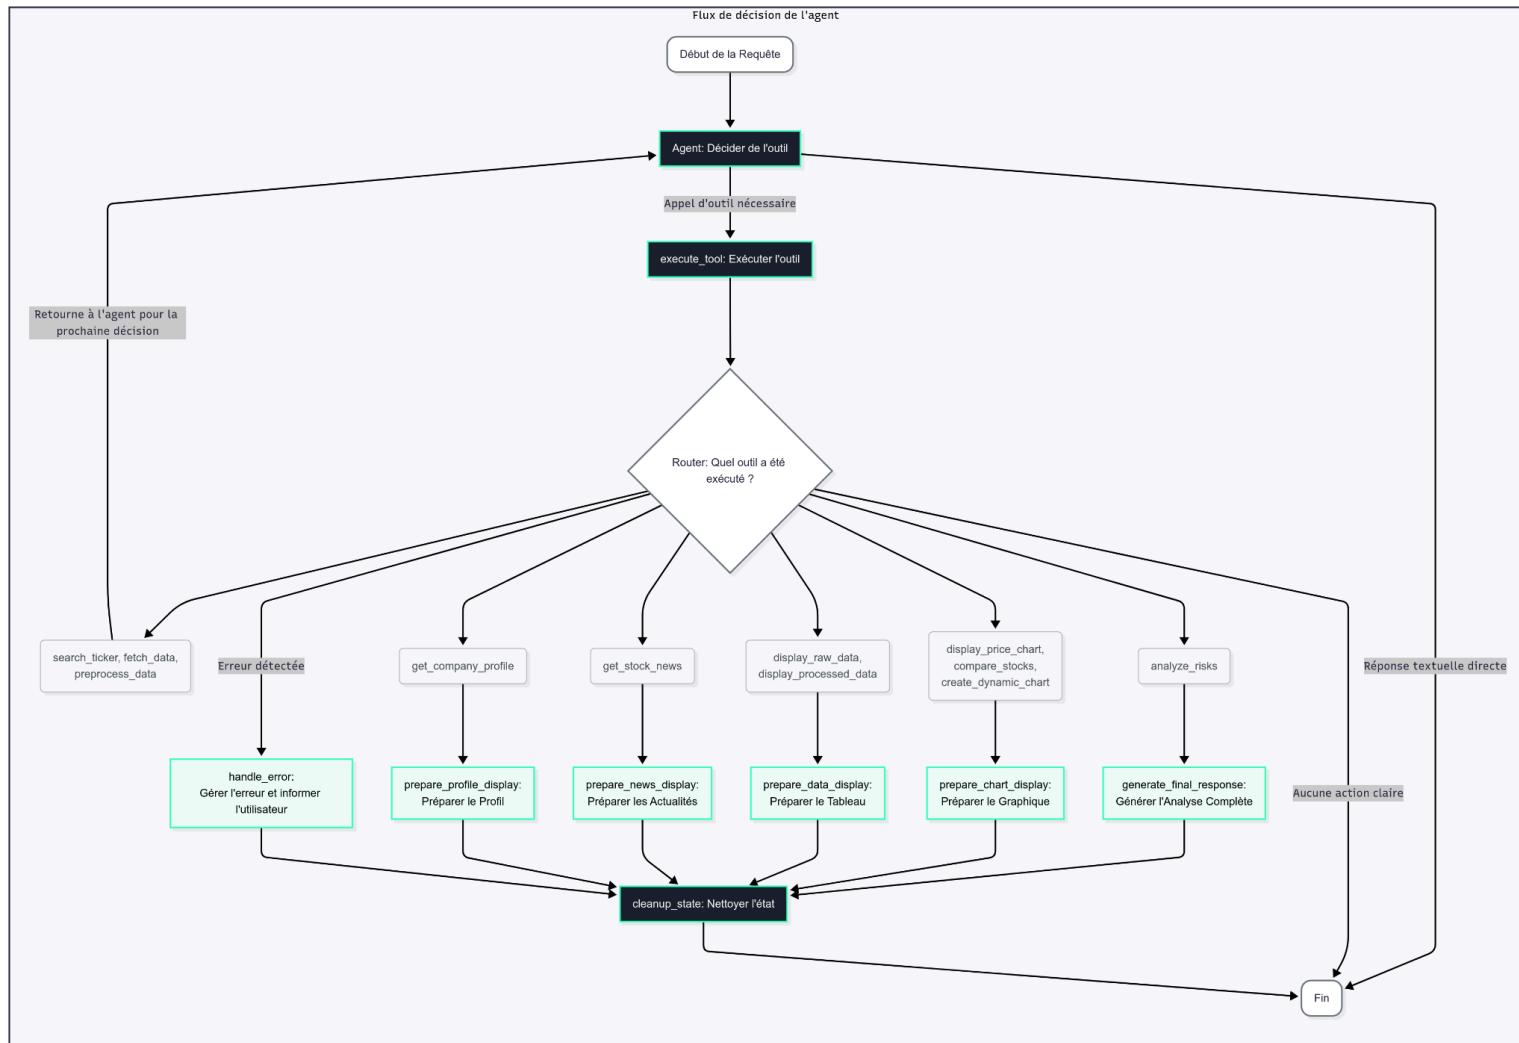 Flux de décision de l'agent
Début de la Requête
Agent: Décider de l'outil
Appel d'outil nécessaire
execute_tool: Exécuter l'outil
Retourne à l'agent pour la
prochaine décision
Router: Quel outil a été
exécuté ?
search_ticker, fetch_data,
preprocess_data
Erreur détectée
get_company_profile
get_stock_news
display_raw_data,
display_processed_data
display_price_chart,
compare_stocks,
create_dynamic_chart
analyze_risks
Réponse textuelle directe
handle_error:
Gérer l'erreur et informer
l'utilisateur
prepare_profile_display:
Préparer le Profil
prepare_news_display:
Préparer les Actualités
prepare_data_display:
Préparer le Tableau
prepare_chart_display:
Préparer le Graphique
generate_final_response:
Générer l'Analyse Complète
Aucune action claire
cleanup_state: Nettoyer l'état
Fin